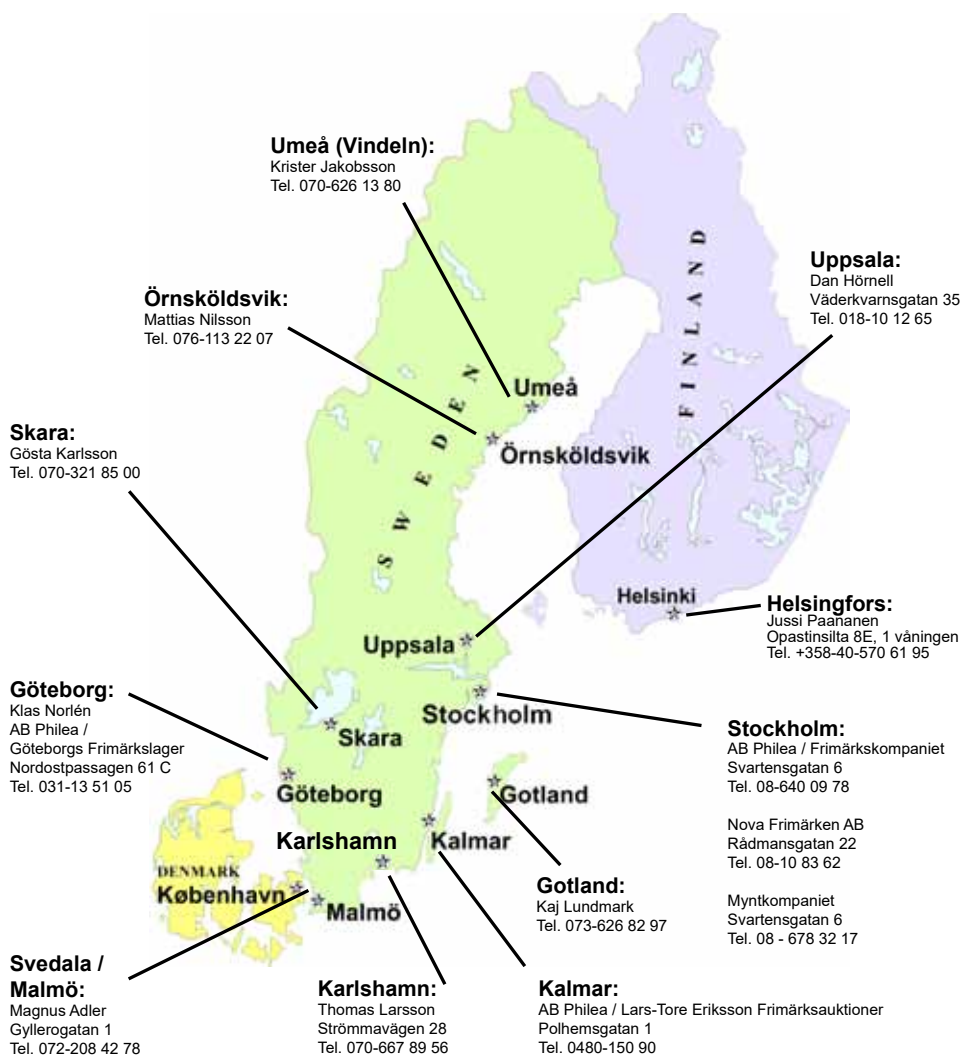 Umeå (Vindeln):
Krister Jakobsson
Tel. 070-626 13 80
Uppsala:
Dan Hörnell
Väderkvarnsgatan 35
Tel. 018-10 12 65
Örnsköldsvik:
Mattias Nilsson
Tel. 076-113 22 07
FINLAND
SWEDEN
Umeå
Örnsköldsvik
Skara:
Gösta Karlsson
Tel. 070-321 85 00
Helsinki
Helsingfors:
Jussi Paananen
Opastinsilta 8E, 1 våningen
Tel. +358-40-570 61 95
Uppsala
Göteborg:
Klas Norlén
AB Philea /
Göteborgs Frimärkslager
Nordostpassagen 61 C
Tel. 031-13 51 05
Stockholm
Skara
Stockholm:
AB Philea / Frimärkskompaniet
Svartensgatan 6
Tel. 08-640 09 78
Nova Frimärken AB
Rådmansgatan 22
Tel. 08-10 83 62
Myntkompaniet
Svartensgatan 6
Tel. 08 - 678 32 17
Göteborg
Gotland
Karlshamn
Kalmar
DENMARK
København
Malmö
Gotland:
Kaj Lundmark
Tel. 073-626 82 97
Svedala /
Malmö:
Magnus Adler
Gyllerogatan 1
Tel. 072-208 42 78
Karlshamn:
Thomas Larsson
Strömmavägen 28
Tel. 070-667 89 56
Kalmar:
AB Philea / Lars-Tore Eriksson Frimärksauktioner
Polhemsgatan 1
Tel. 0480-150 90